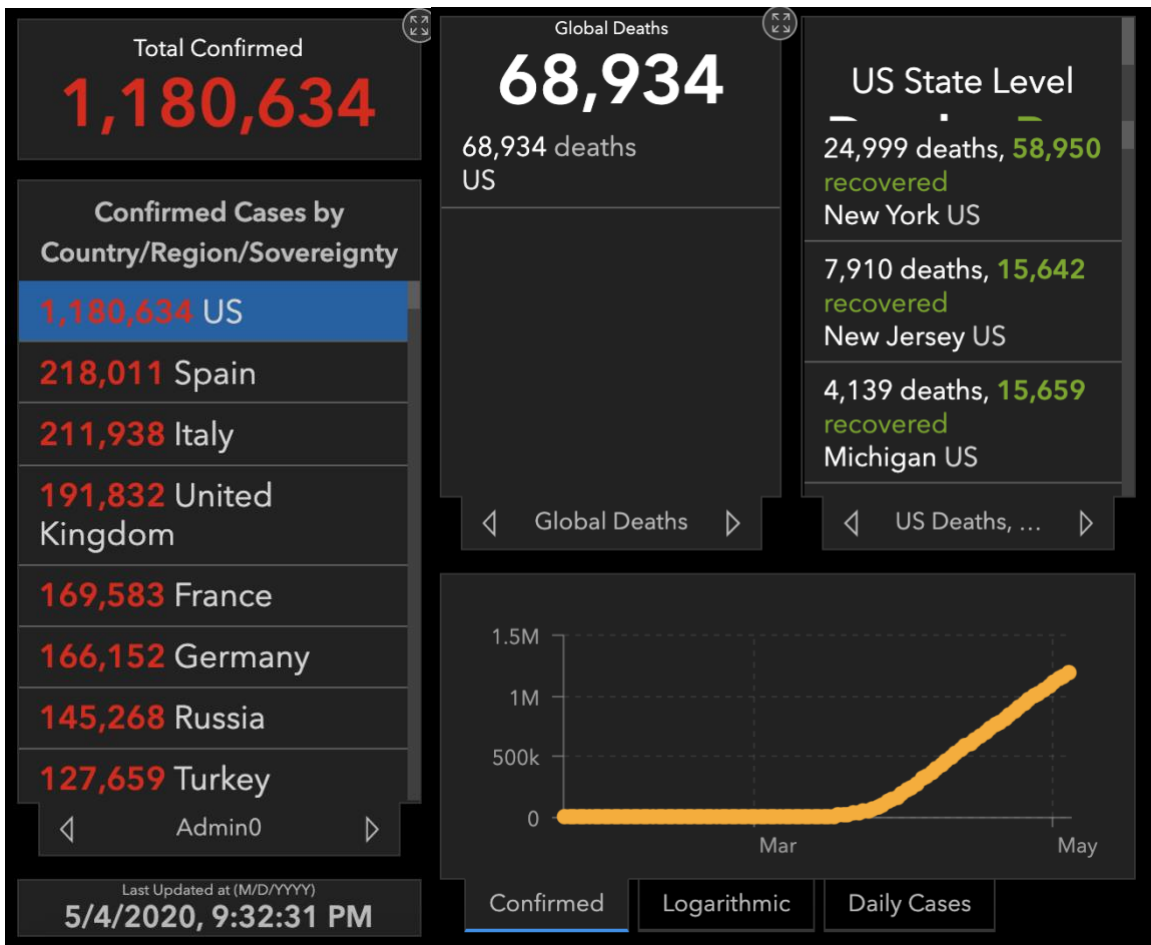 Total Confirmed
1,180,634
Confirmed Cases by
Country/Region/Sovereignty
1,180,634 US
218,011 Spain
211,938 Italy
191,832 United
Kingdom
169,583 France
166,152 Germany
145,268 Russia
127,659 Turkey
Admin0
Last Updated at (M/D/YYYY)
5/4/2020, 9:32:31 PM
Global Deaths
68,934
68,934 deaths
US
Global Deaths
US State Level
24,999 deaths, 58,950
recovered
New York US
7,910 deaths, 15,642
recovered
New Jersey US
4,139 deaths, 15,659
recovered
Michigan US
US Deaths, ...
1.5M
1M
500k
0
Mar
May
Confirmed
Logarithmic
Daily Cases